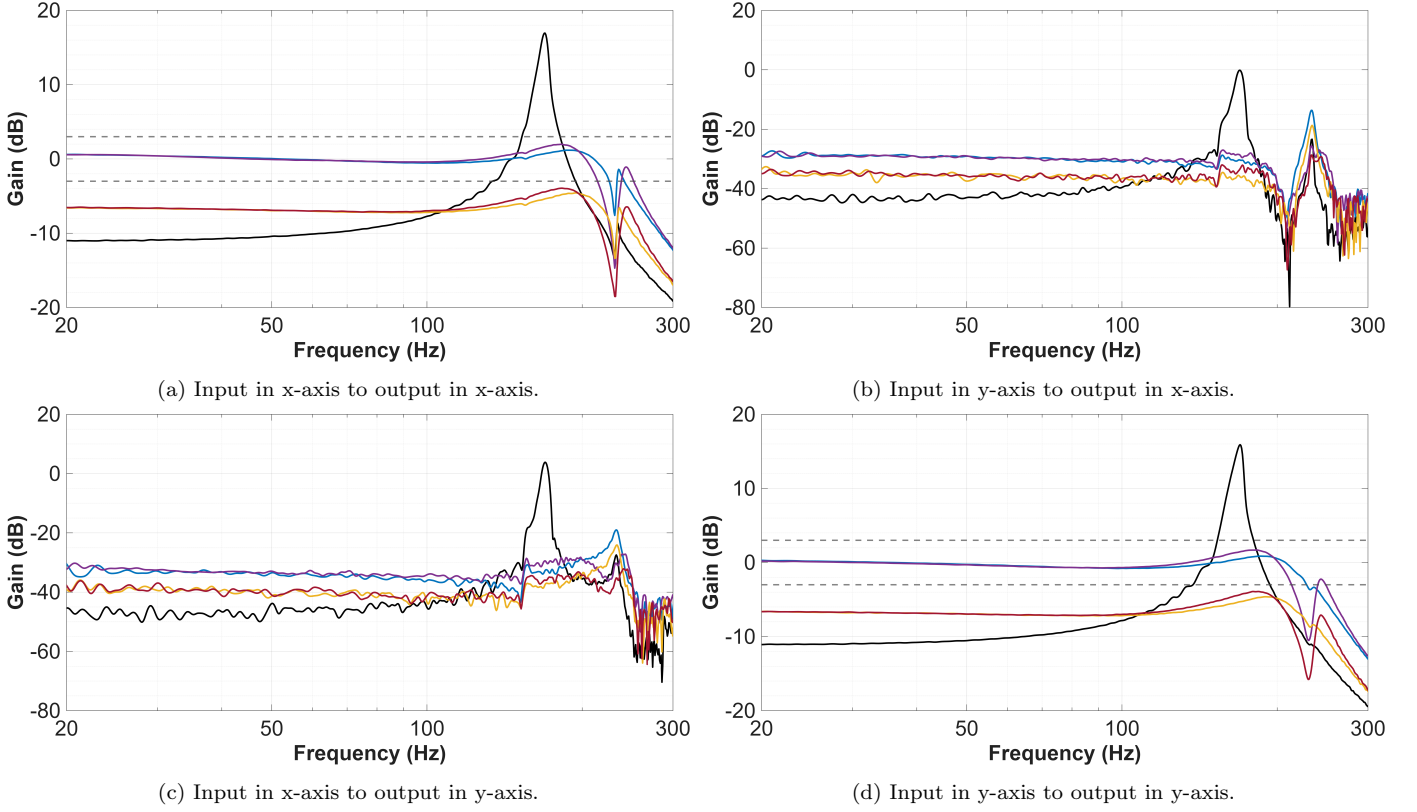 20
10
0
-10
-20
Gain (dB)
20 50 100 300
Frequency (Hz)
(a) Input in x-axis to output in x-axis.
20
0
-20
-40
-60
-80
Gain (dB)
20 50 100 300
Frequency (Hz)
(b) Input in y-axis to output in x-axis.
20
0
-20
-40
-60
-80
Gain (dB)
20 50 100 300
Frequency (Hz)
(c) Input in x-axis to output in y-axis.
20
10
0
-10
-20
Gain (dB)
20 50 100 300
Frequency (Hz)
(d) Input in y-axis to output in y-axis.